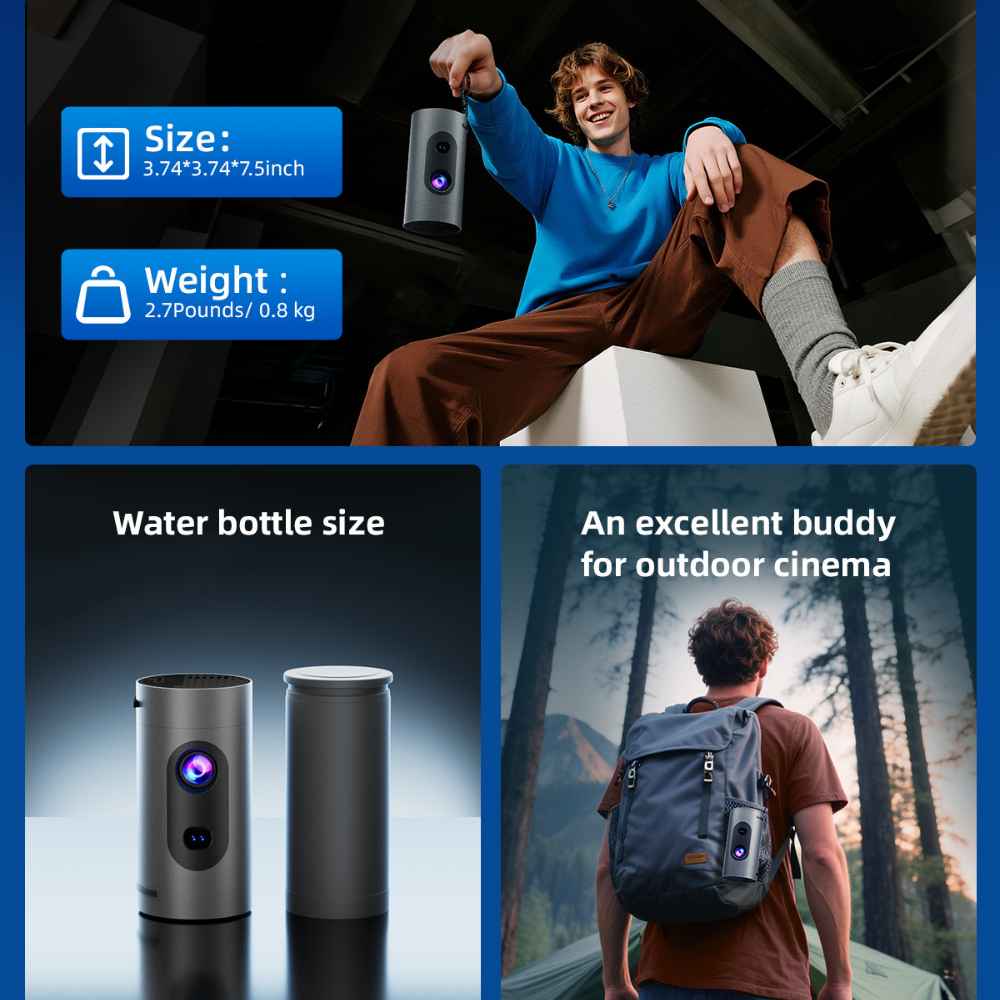 Size:
3.74*3.74*7.5inch
Weight :
2.7Pounds/ 0.8 kg
Water bottle size
An excellent buddy
for outdoor cinema